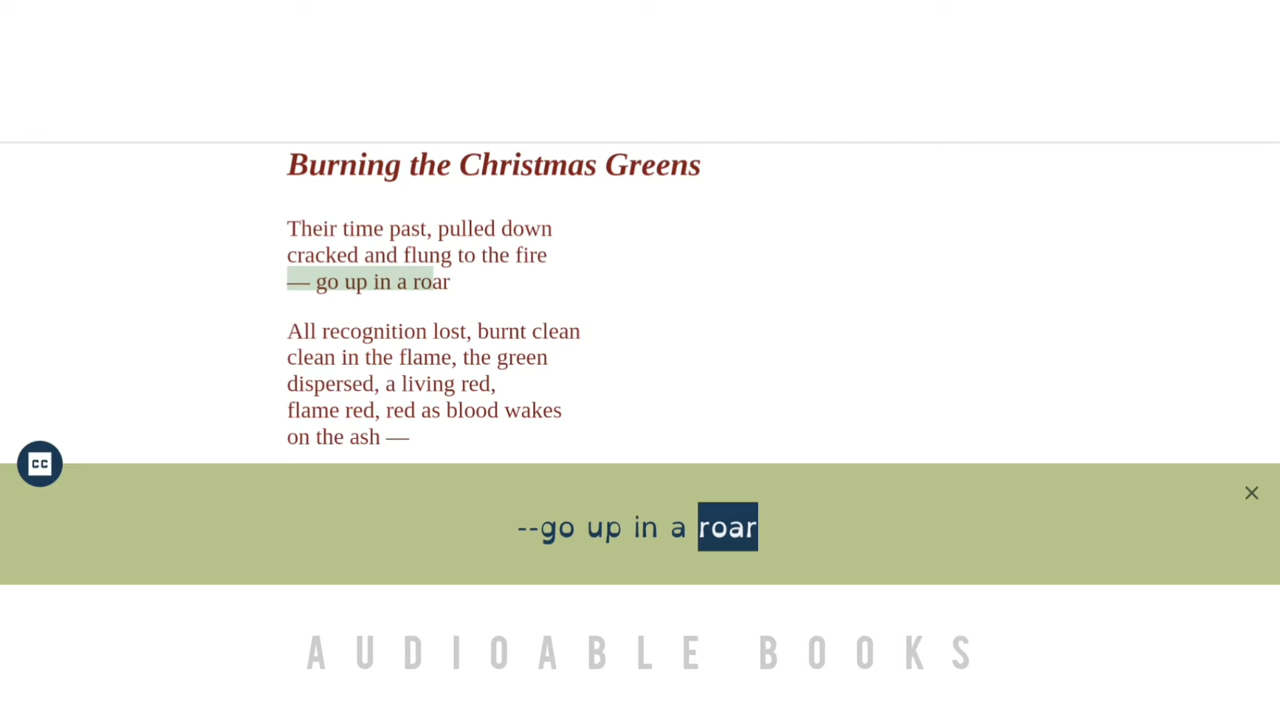 Burning the Christmas Greens
Their time past, pulled down
cracked and flung to the fire
— go up in a roar
All recognition lost, burnt clean
clean in the flame, the green
dispersed, a living red,
flame red, red as blood wakes
on the ash —
CC
--go up in a roar
AUDIOABLE BOOKS